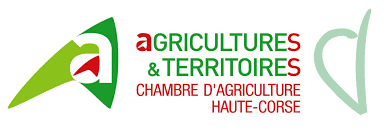 a
aGRICULTURES
& TERRITOIRES
CHAMBRE D'AGRICULTURE
HAUTE-CORSE